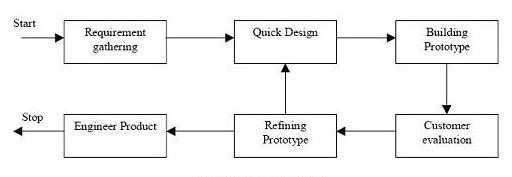 Start
Requirement
gathering
Quick Design
Building
Prototype
Stop
Engineer Product
Refining
Prototype
Customer
evaluation